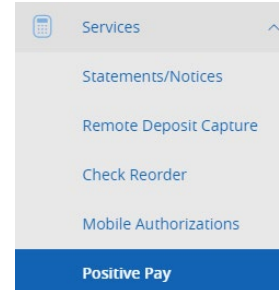 Services
Statements/Notices
Remote Deposit Capture
Check Reorder
Mobile Authorizations
Positive Pay